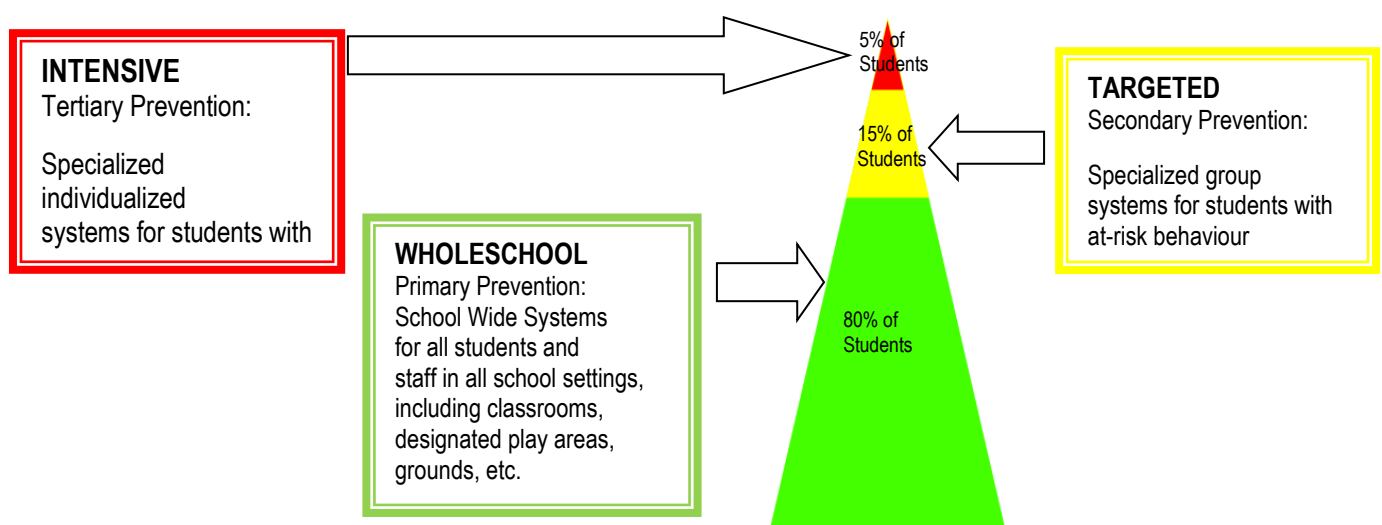 INTENSIVE
Tertiary Prevention:
Specialized
individualized
systems for students with
WHOLESCHOOL
Primary Prevention:
School Wide Systems
for all students and
staff in all school settings,
including classrooms,
designated play areas,
grounds, etc.
5% of
Students
15% of
Students
80% of
Students
TARGETED
Secondary Prevention:
Specialized group
systems for students with
at-risk behaviour